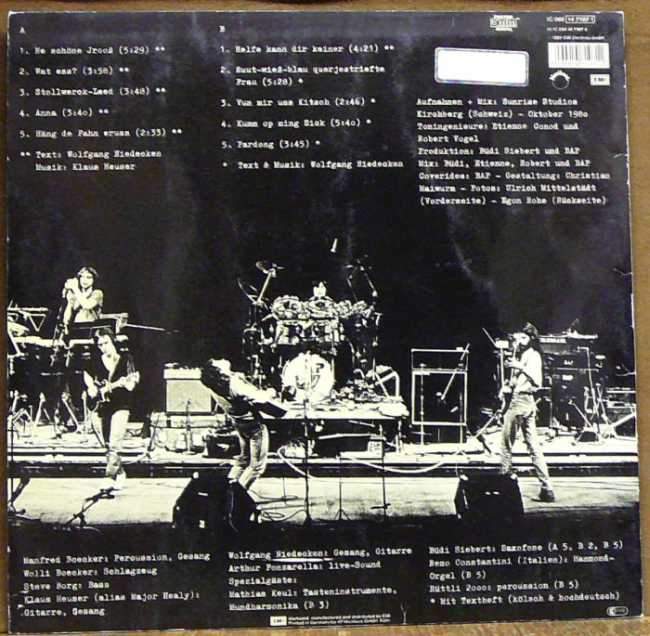 A
1. He schöne Jrooß (5:29) **
2. Wat ess? (3:58) **
3. Stollwerck-Leed (3:48) **
4. Anna (3:40) **
5. Häng de Fahn eruss (2:33) **
** Text: Wolfgang Niedecken
Musik: Klaus Heuser
B
1. Helfe kann dir keiner (4:21) **
2. Ruut-wieß-blau querjestriefte
Frau (5:28) *
3. Vun mir uss Kitsch (2:46) *
4. Kumm op ming Sick (5:40) *
5. Pardong (3:45) *
* Text & Musik: Wolfgang Niedecken
Aufnahmen + Mix: Sunrise Studios
Kirchberg (Schweiz) - Oktober 1980
Toningenieure: Etienne Conod und
Robert Vogel
Produktion: Büdi Siebert und BAP
Mix: Büdi, Etienne, Robert und BAP
Coveridee: BAP - Gestaltung: Christian
Maiwurm - Fotos: Ulrich Mittelstädt
(Vorderseite) - Egon Rohe (Rückseite)
Manfred Boecker: Percussion, Gesang
Wolli Boecker: Schlagzeug
Steve Borg: Bass
Klaus Heuser (alias Major Healy):
Gitarre, Gesang
Wolfgang Niedecken: Gesang, Gitarre
Arthur Ponzarella: live-Sound
Spezialgäste:
Mathias Keul: Tasteninstrumente,
Mundharmonika (B 3)
Büdi Siebert: Saxofone (A 5, B 2, B 5)
Beno Constantini (Italien): Hammond-
Orgel (B 5)
Rüttli 2000: percussion (B 5)
* Mit Textheft (kölsch & hochdeutsch)